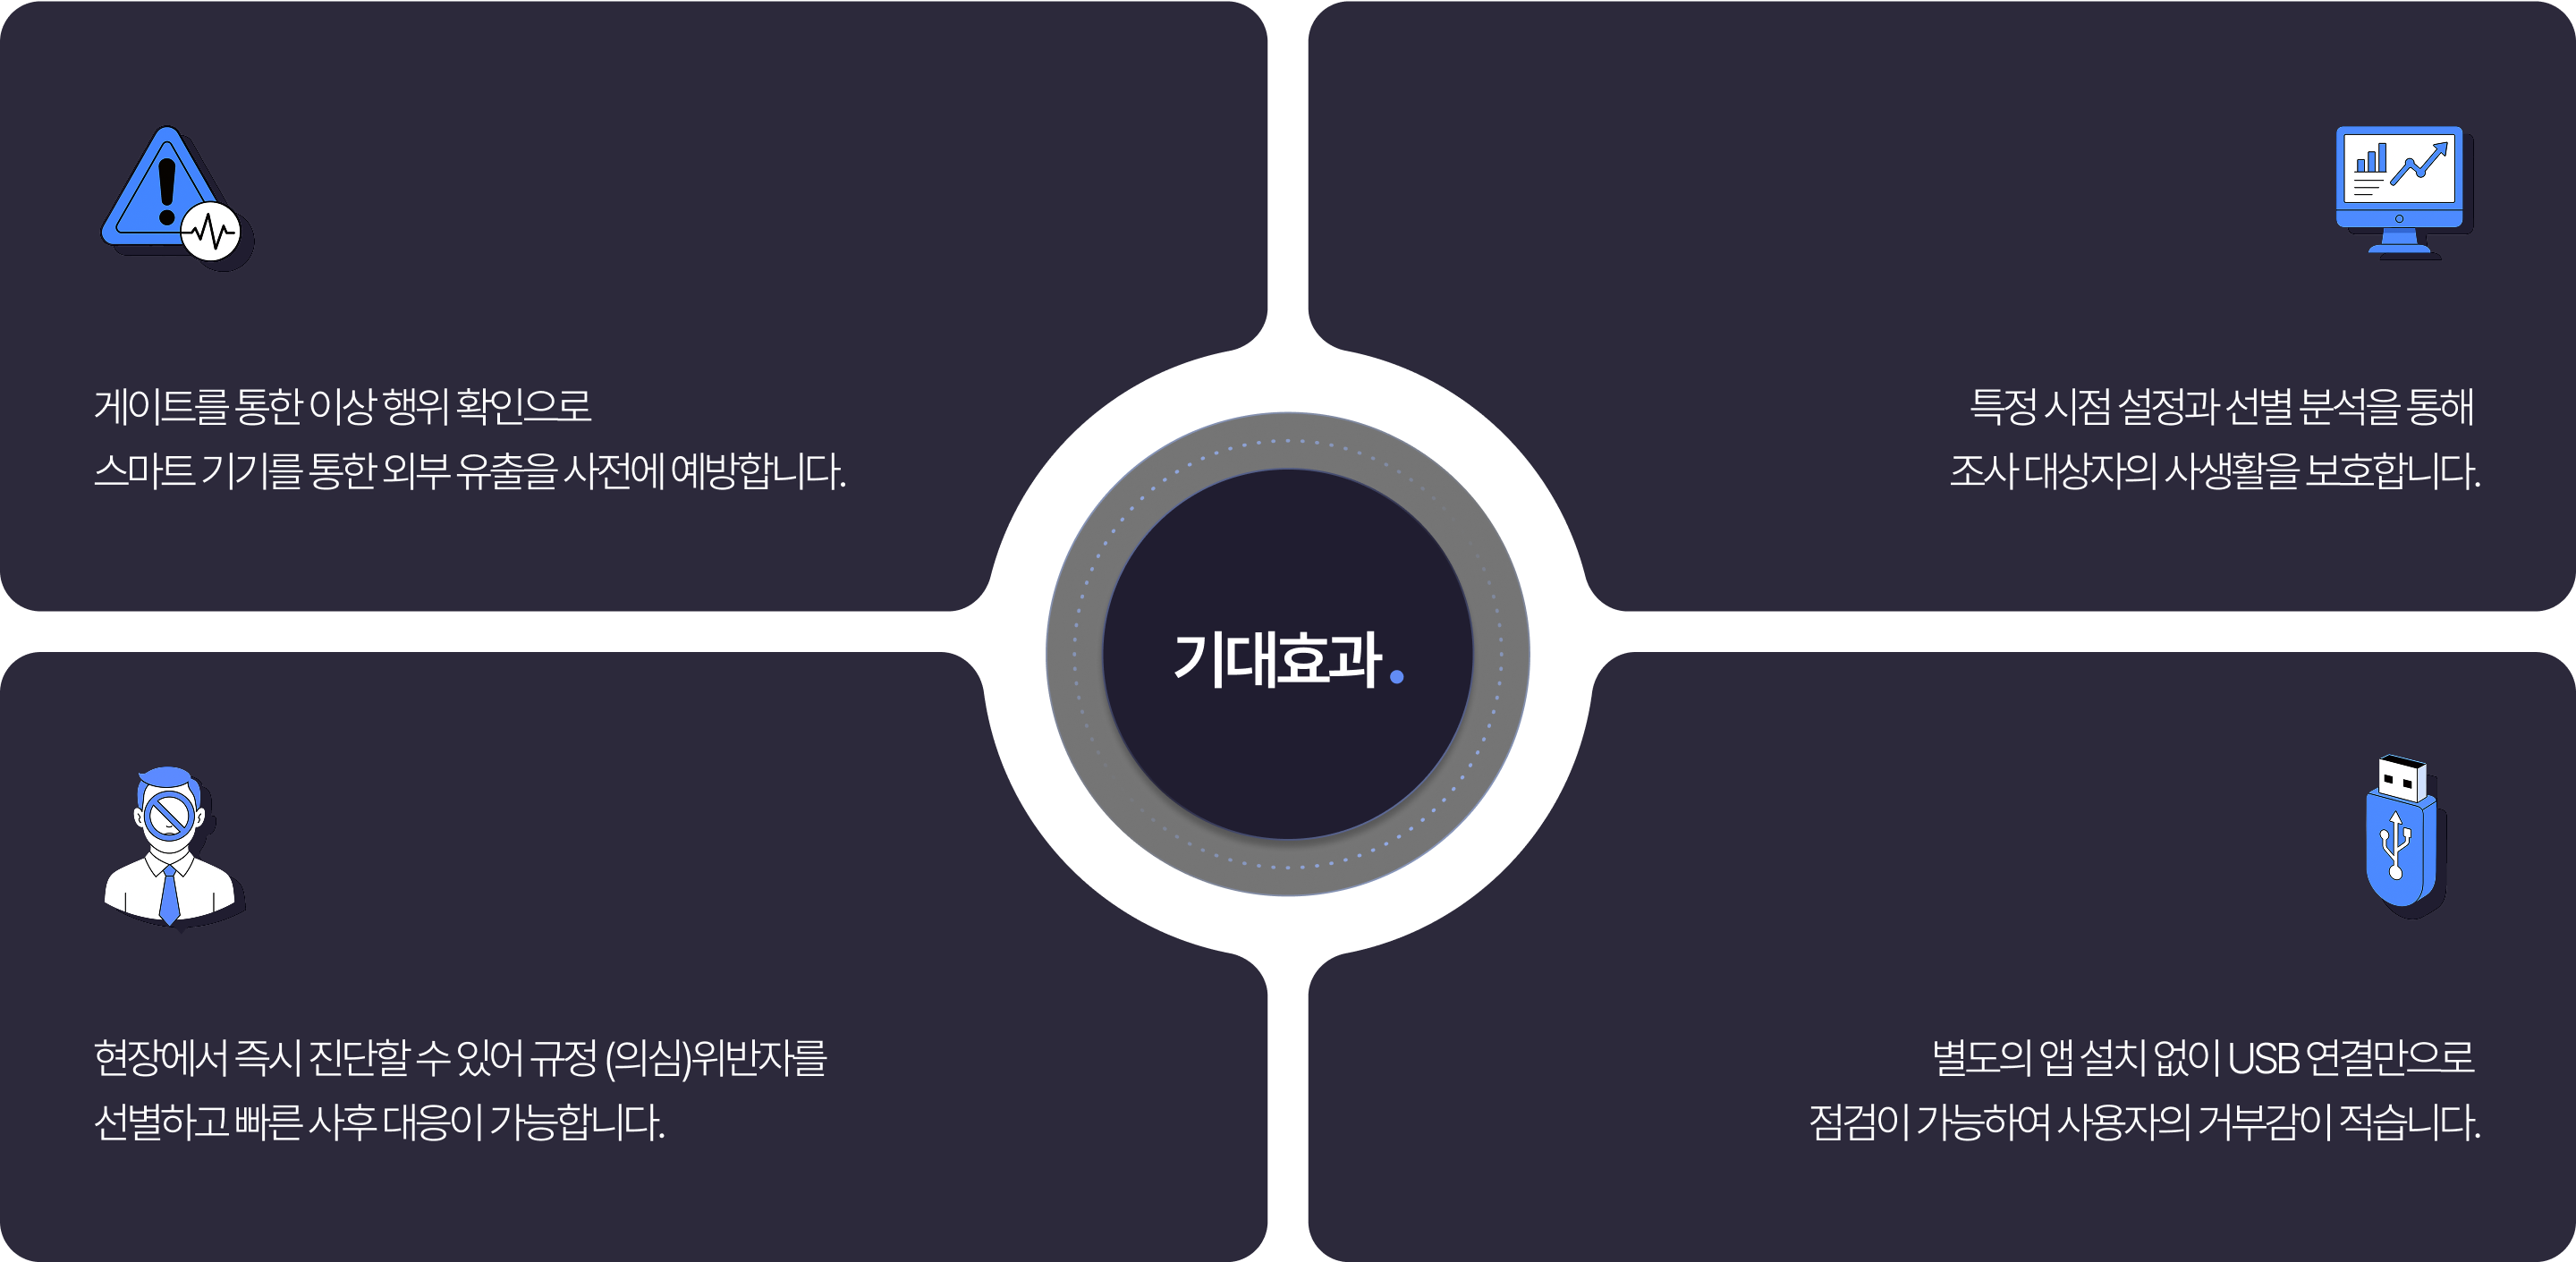 게이트를 통한 이상 행위 확인으로
스마트 기기를 통한 외부 유출을 사전에 예방합니다.
특정 시점 설정과 선별 분석을 통해
조사 대상자의 사생활을 보호합니다.
기대효과.
현장에서 즉시 진단할 수 있어 규정 (의심)위반자를
선별하고 빠른 사후 대응이 가능합니다.
별도의 앱 설치 없이 USB 연결만으로
점검이 가능하여 사용자의 거부감이 적습니다.